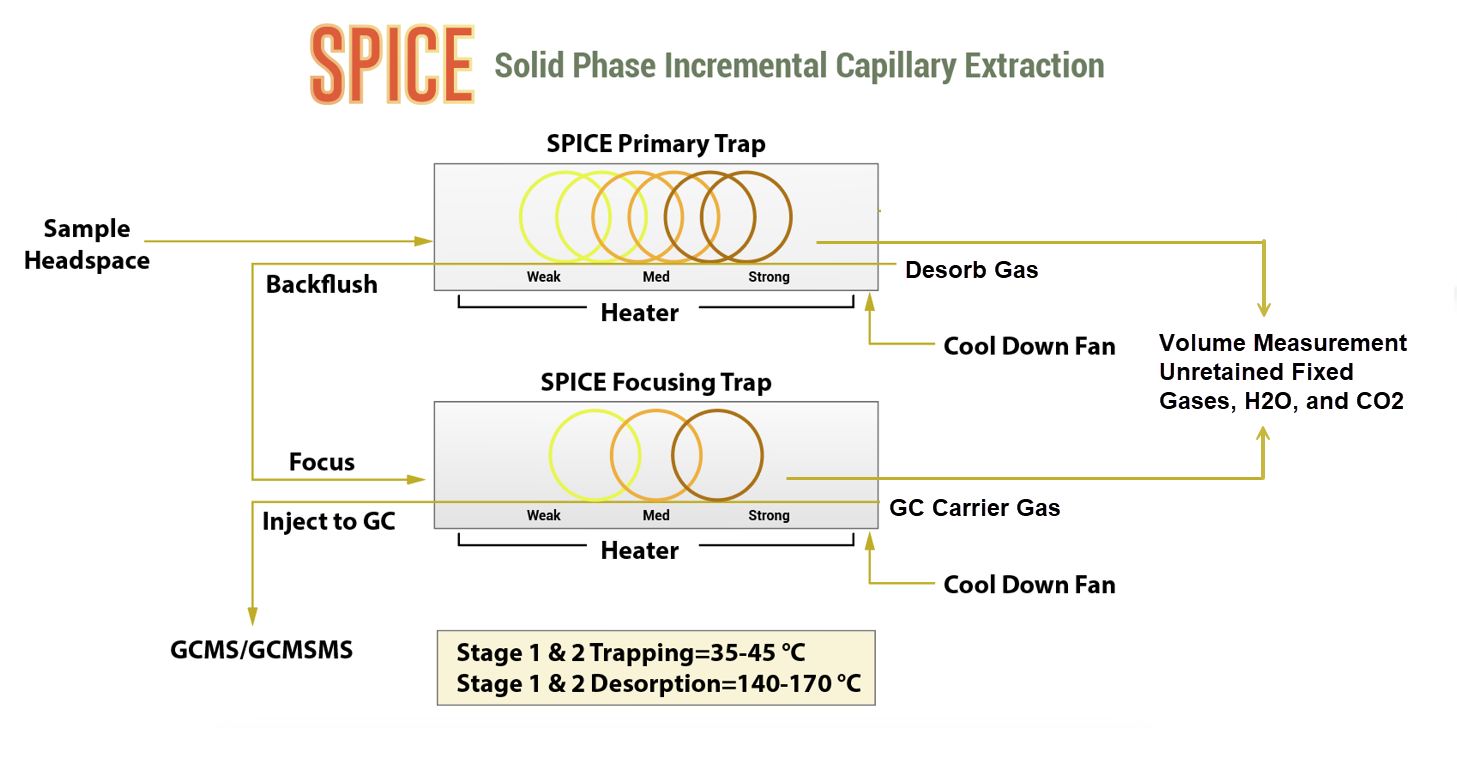 SPICE Solid Phase Incremental Capillary Extraction
SPICE Primary Trap
Sample
Headspace
Backflush
Weak Med Strong
Desorb Gas
Heater
Cool Down Fan
Volume Measurement
Unretained Fixed
Gases, H2O, and CO2
SPICE Focusing Trap
Focus
Inject to GC
Weak Med Strong
GC Carrier Gas
Heater
Cool Down Fan
GCMS/GCMSMS
Stage 1 & 2 Trapping=35-45 °C
Stage 1 & 2 Desorption=140-170 °C